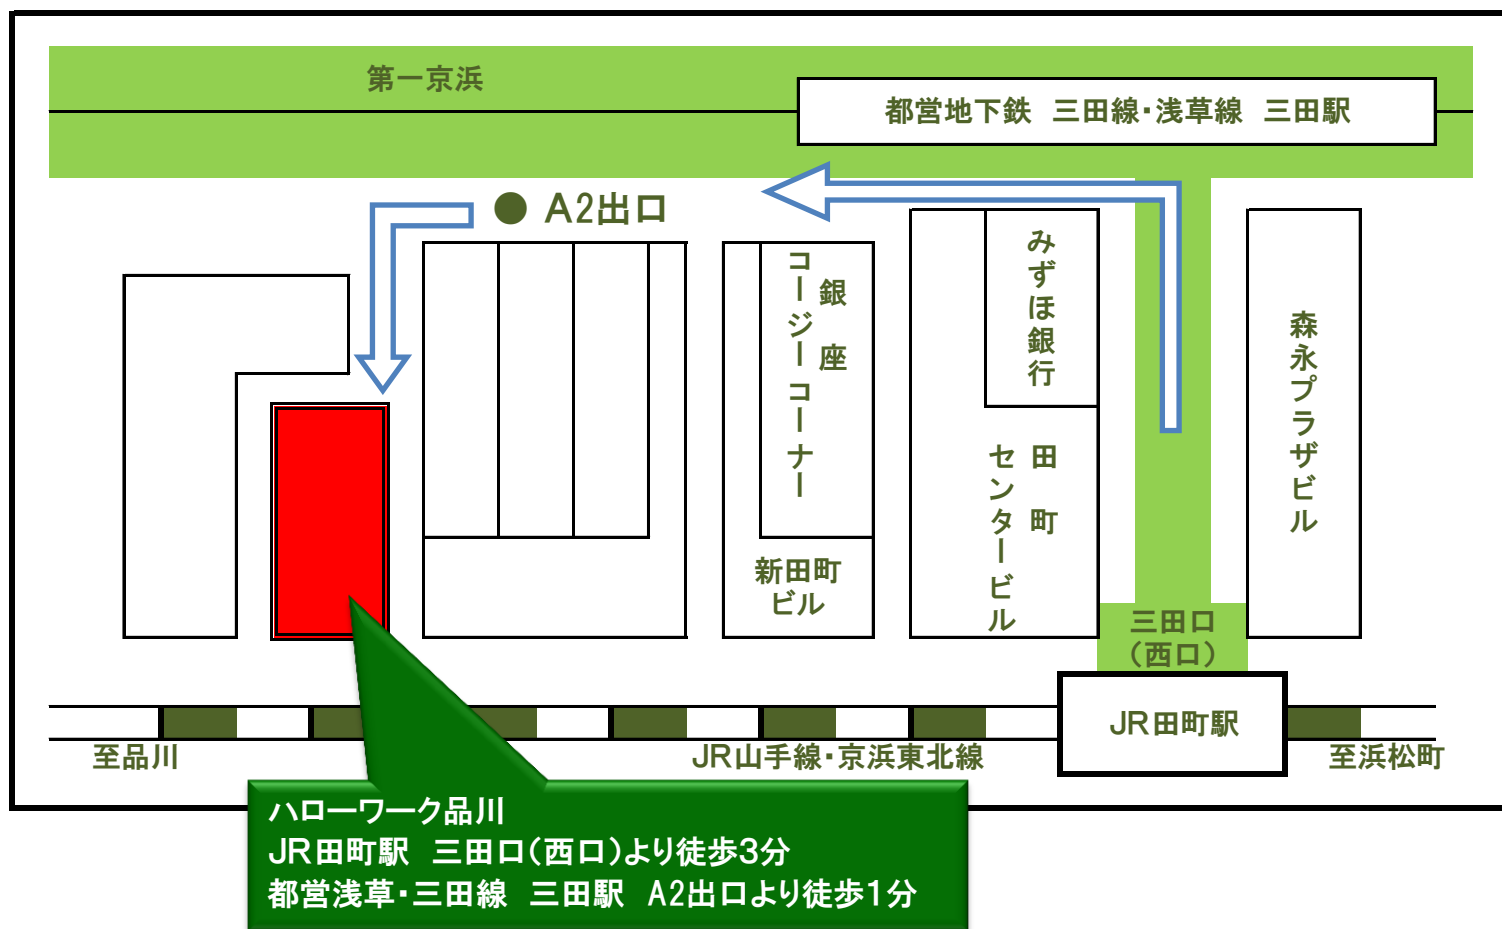 第一京浜
都営地下鉄　三田線・浅草線　三田駅
A2出口
銀座
コージーコーナー
新田町
ビル
みずほ銀行
田町
センタービル
森永プラザビル
三田口
（西口）
JR田町駅
至品川
JR山手線・京浜東北線
至浜松町
ハローワーク品川
JR田町駅　三田口（西口）より徒歩3分
都営浅草・三田線　三田駅　A2出口より徒歩1分